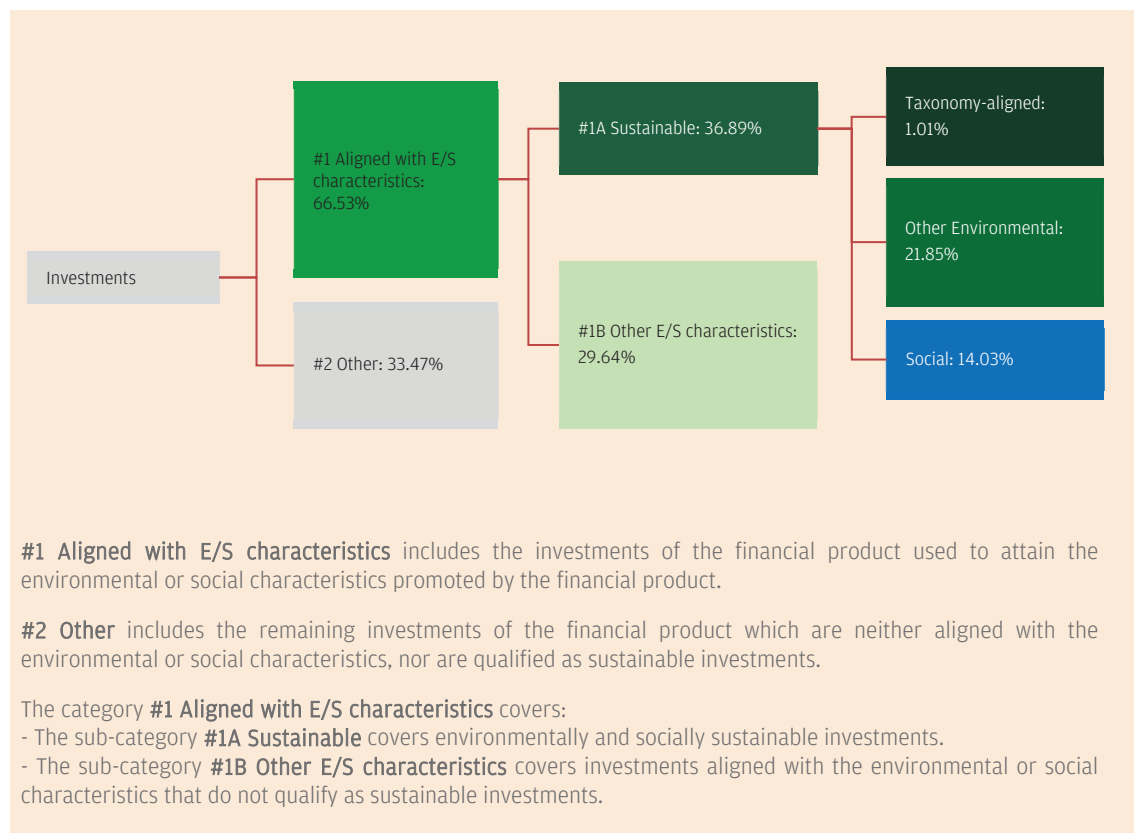 Investments
#1 Aligned with E/S
characteristics:
66.53%
#2 Other: 33.47%
#1A Sustainable: 36.89%
#1B Other E/S characteristics:
29.64%
Taxonomy-aligned:
1.01%
Other Environmental:
21.85%
Social: 14.03%
#1 Aligned with E/S characteristics includes the investments of the financial product used to attain the
environmental or social characteristics promoted by the financial product.
#2 Other includes the remaining investments of the financial product which are neither aligned with the
environmental or social characteristics, nor are qualified as sustainable investments.
The category #1 Aligned with E/S characteristics covers:
- The sub-category #1A Sustainable covers environmentally and socially sustainable investments.
- The sub-category #1B Other E/S characteristics covers investments aligned with the environmental or social
characteristics that do not qualify as sustainable investments.